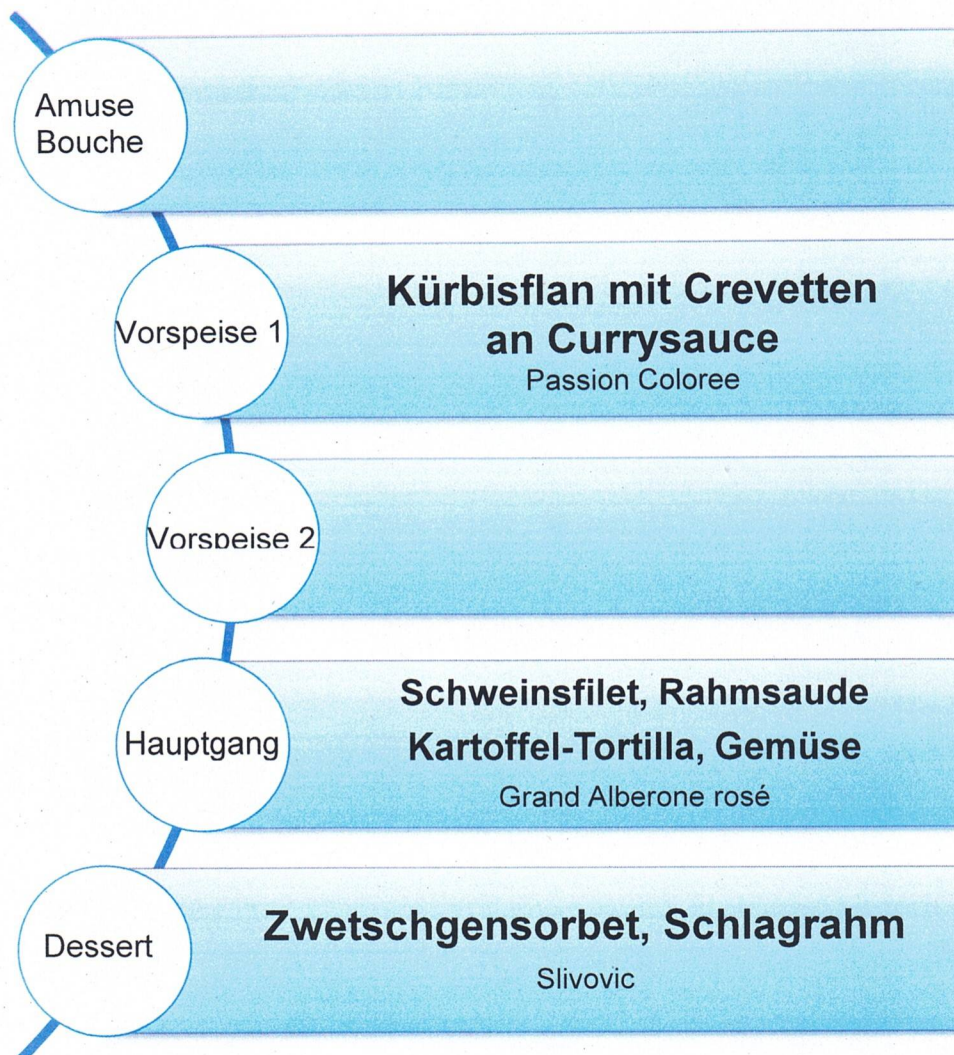 Amuse
Bouche
Vorspeise 1
Kürbisflan mit Crevetten
an Currysauce
Passion Coloree
Vorspeise 2
Hauptgang
Schweinsfilet, Rahmsaude
Kartoffel-Tortilla, Gemüse
Grand Alberone rosé
Dessert
Zwetschgensorbet, Schlagrahm
Slivovic